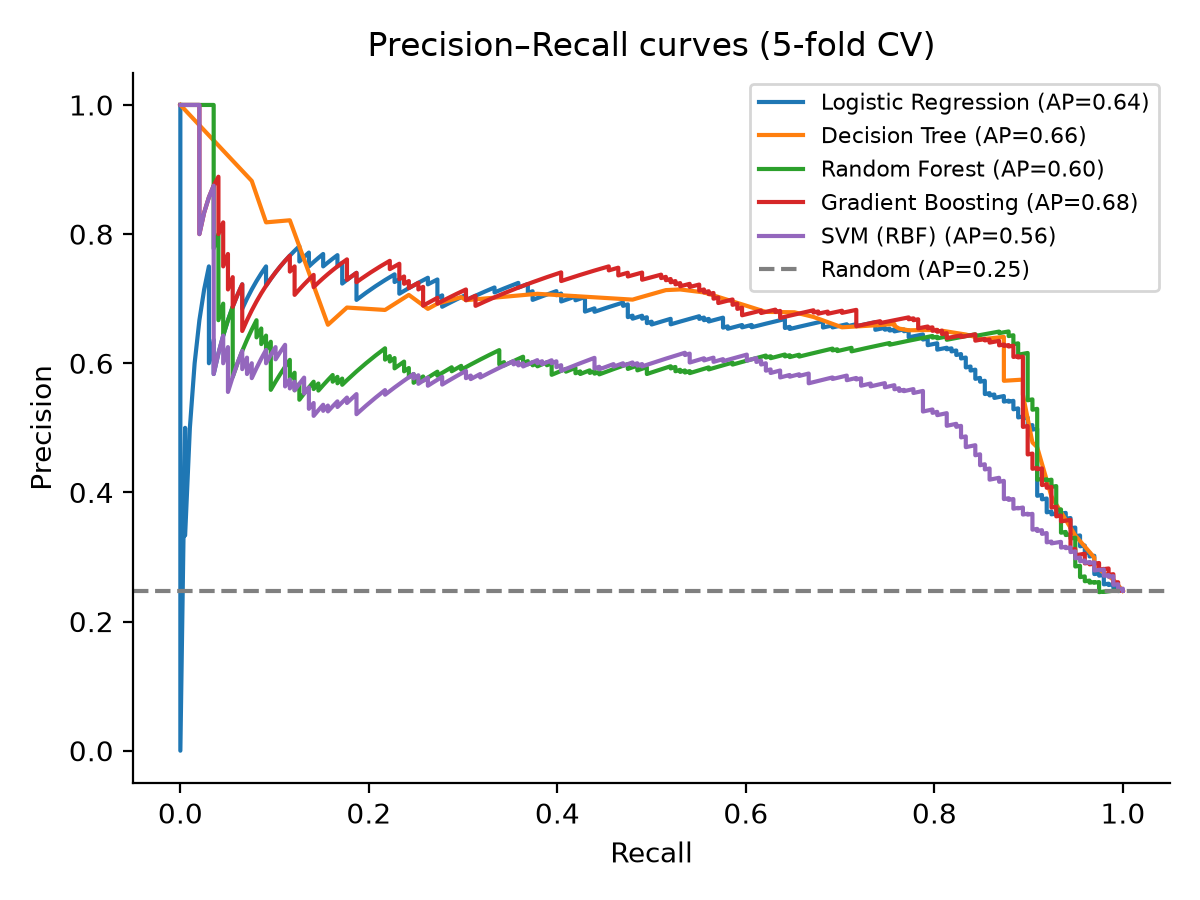 Precision–Recall curves (5-fold CV)
Logistic Regression (AP=0.64)
Decision Tree (AP=0.66)
Random Forest (AP=0.60)
Gradient Boosting (AP=0.68)
SVM (RBF) (AP=0.56)
Random (AP=0.25)
Precision
1.0
0.8
0.6
0.4
0.2
0.0
0.0 0.2 0.4 0.6 0.8 1.0
Recall